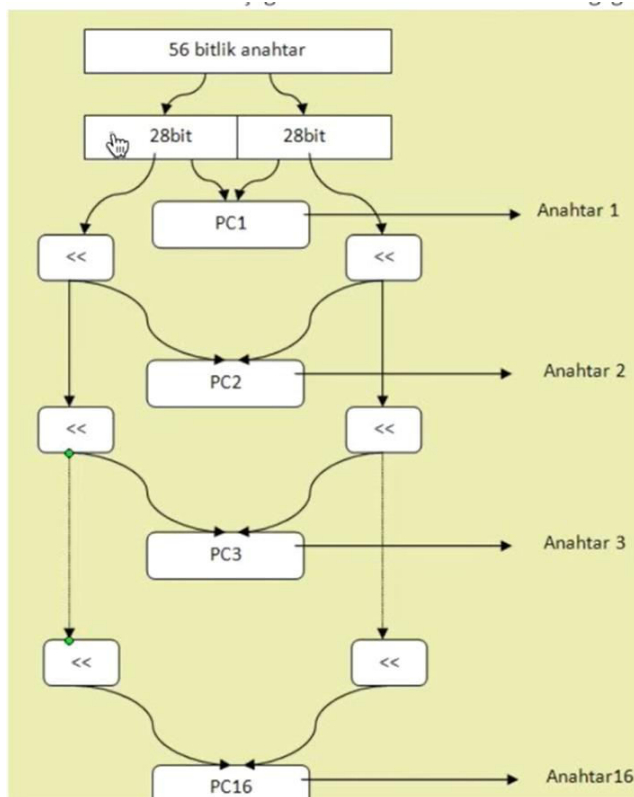 56 bitlik anahtar
28bit 28bit
PC1
Anahtar 1
<< <<
PC2
Anahtar 2
<< <<
PC3
Anahtar 3
<< <<
PC16
Anahtar16